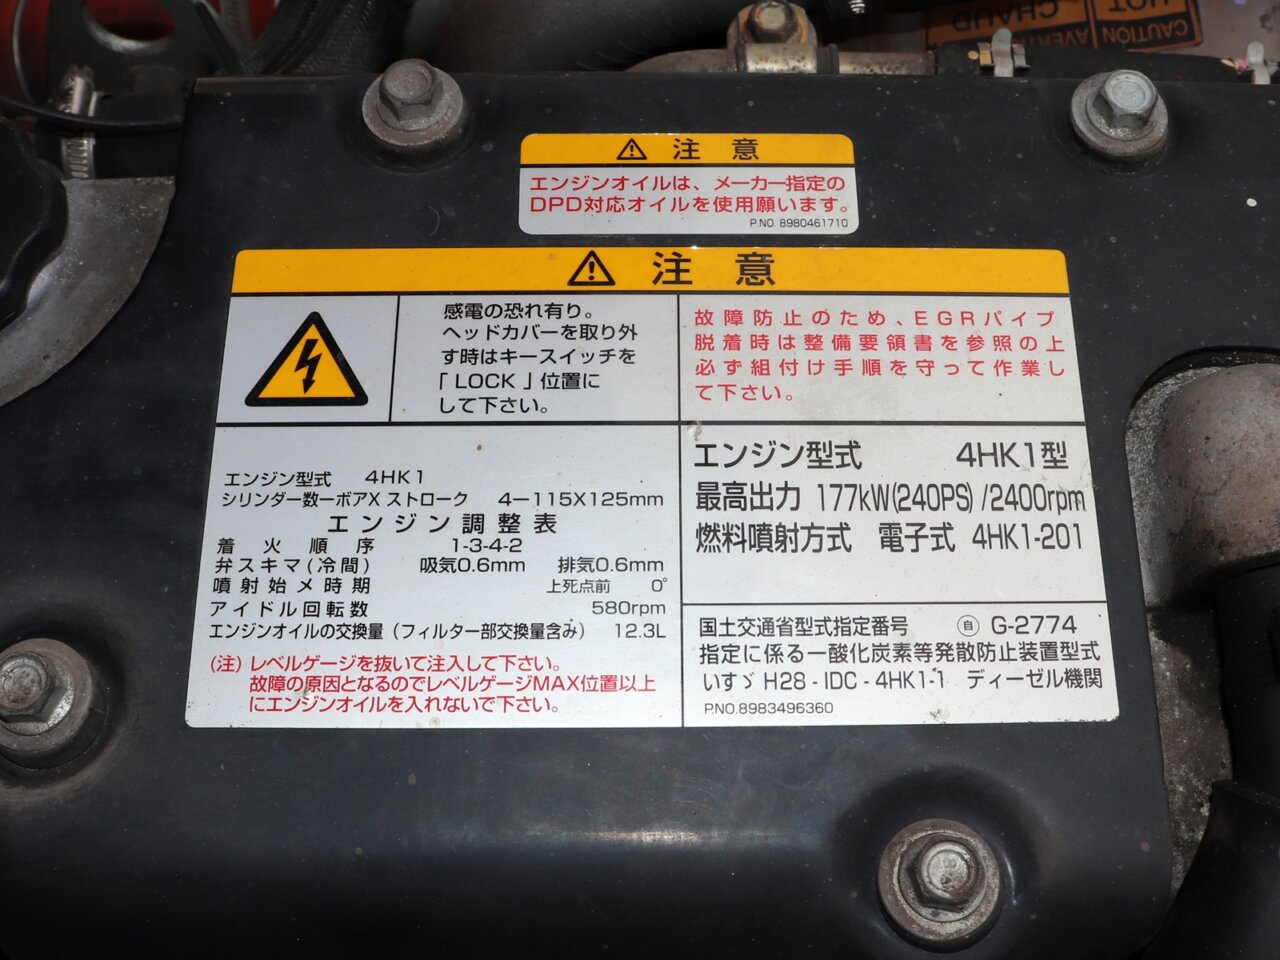 CAUTION
AVERTI
HOT
CHAUD
⚠ 注 意
エンジンオイルは、メーカー指定の
DPD対応オイルを使用願います。
P.NO. 8980461710
⚠ 注 意
感電の恐れ有り。
ヘッドカバーを取り外
す時はキースイッチを
「LOCK」位置に
して下さい。
故障防止のため、EGRパイプ
脱着時は整備要領書を参照の上
必ず組付け手順を守って作業し
て下さい。
エンジン型式 4HK1
シリンダー数ーボアX ストローク 4ー115X125mm
エンジン調整表
着火順序 1-3-4-2
弁スキマ(冷間) 吸気0.6mm 排気0.6mm
噴射始メ時期 上死点前 0°
アイドル回転数 580rpm
エンジンオイルの交換量(フィルター部交換量含み) 12.3L
(注)レベルゲージを抜いて注入して下さい。
故障の原因となるのでレベルゲージMAX位置以上
にエンジンオイルを入れないで下さい。
エンジン型式 4HK1型
最高出力 177kW(240PS)/2400rpm
燃料噴射方式 電子式 4HK1-201
国土交通省型式指定番号 ㊀自 G-2774
指定に係る一酸化炭素等発散防止装置型式
いすゞ H28-IDC-4HK1-1 ディーゼル機関
P.NO.8983496360